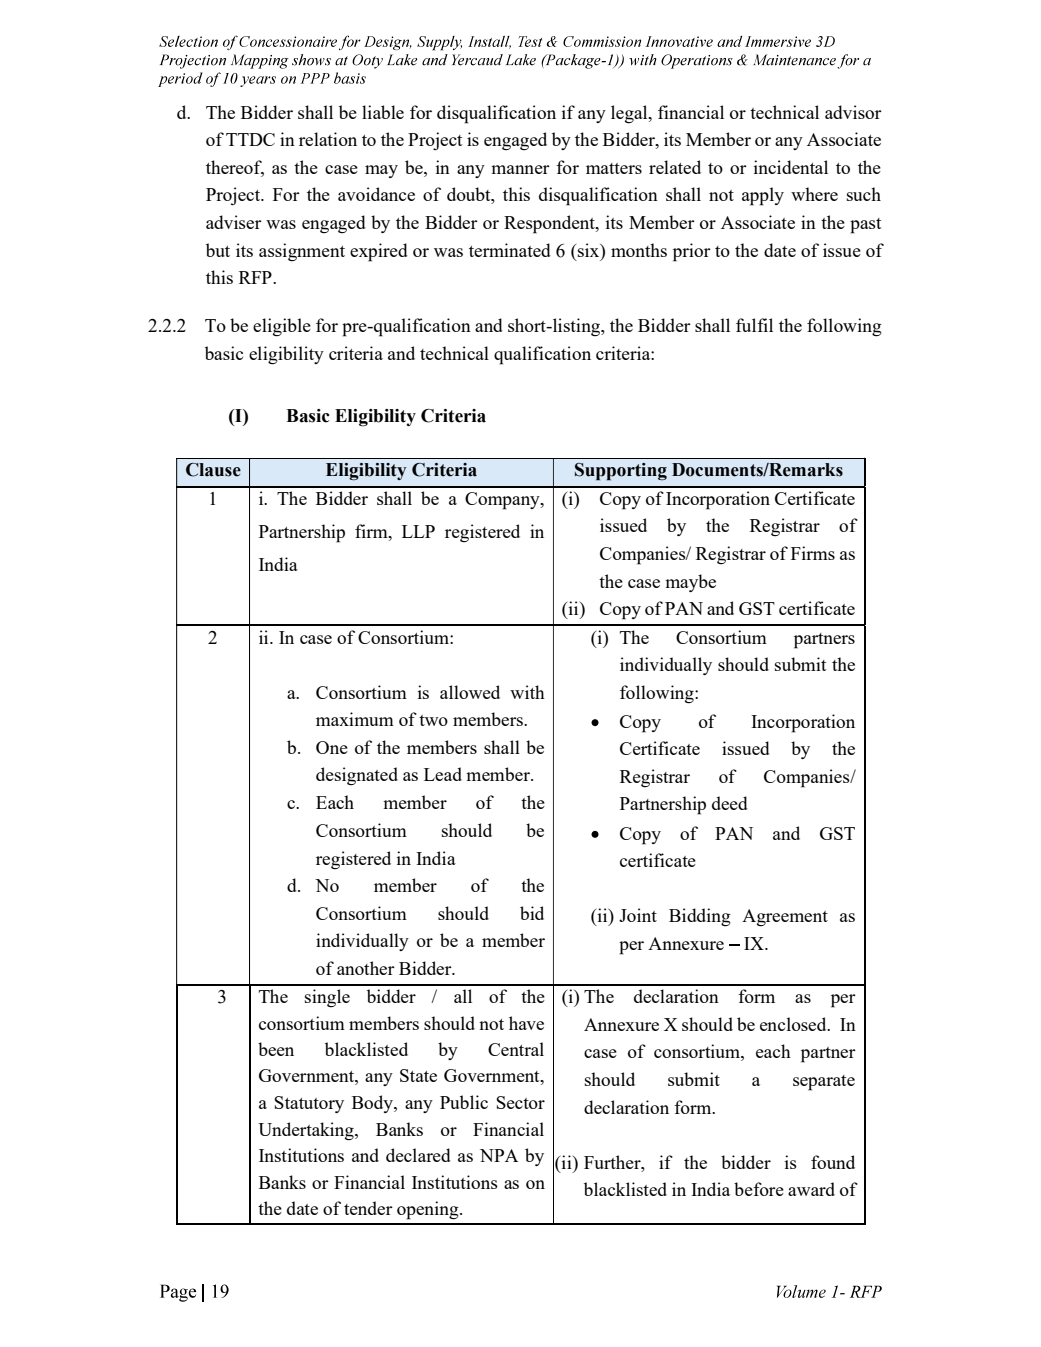 Selection of Concessionaire for Design, Supply, Install, Test & Commission Innovative and Immersive 3D
Projection Mapping shows at Ooty Lake and Yercaud Lake (Package-1)) with Operations & Maintenance for a
period of 10 years on PPP basis
d. The Bidder shall be liable for disqualification if any legal, financial or technical advisor
of TTDC in relation to the Project is engaged by the Bidder, its Member or any Associate
thereof, as the case may be, in any manner for matters related to or incidental to the
Project. For the avoidance of doubt, this disqualification shall not apply where such
adviser was engaged by the Bidder or Respondent, its Member or Associate in the past
but its assignment expired or was terminated 6 (six) months prior to the date of issue of
this RFP.
2.2.2 To be eligible for pre-qualification and short-listing, the Bidder shall fulfil the following
basic eligibility criteria and technical qualification criteria:
(I) Basic Eligibility Criteria
Clause Eligibility Criteria Supporting Documents/Remarks
1
i. The Bidder shall be a Company,
Partnership firm, LLP registered in
India
(i) Copy of Incorporation Certificate
issued by the Registrar of
Companies/ Registrar of Firms as
the case maybe
(ii) Copy of PAN and GST certificate
2
ii. In case of Consortium:
a. Consortium is allowed with
maximum of two members.
b. One of the members shall be
designated as Lead member.
c. Each member of the
Consortium should be
registered in India
d. No member of the
Consortium should bid
individually or be a member
of another Bidder.
(i) The Consortium partners
individually should submit the
following:
• Copy of Incorporation
Certificate issued by the
Registrar of Companies/
Partnership deed
• Copy of PAN and GST
certificate
(ii) Joint Bidding Agreement as
per Annexure – IX.
3
The single bidder / all of the
consortium members should not have
been blacklisted by Central
Government, any State Government,
a Statutory Body, any Public Sector
Undertaking, Banks or Financial
Institutions and declared as NPA by
Banks or Financial Institutions as on
the date of tender opening.
(i) The declaration form as per
Annexure X should be enclosed. In
case of consortium, each partner
should submit a separate
declaration form.
(ii) Further, if the bidder is found
blacklisted in India before award of
Page | 19
Volume 1- RFP